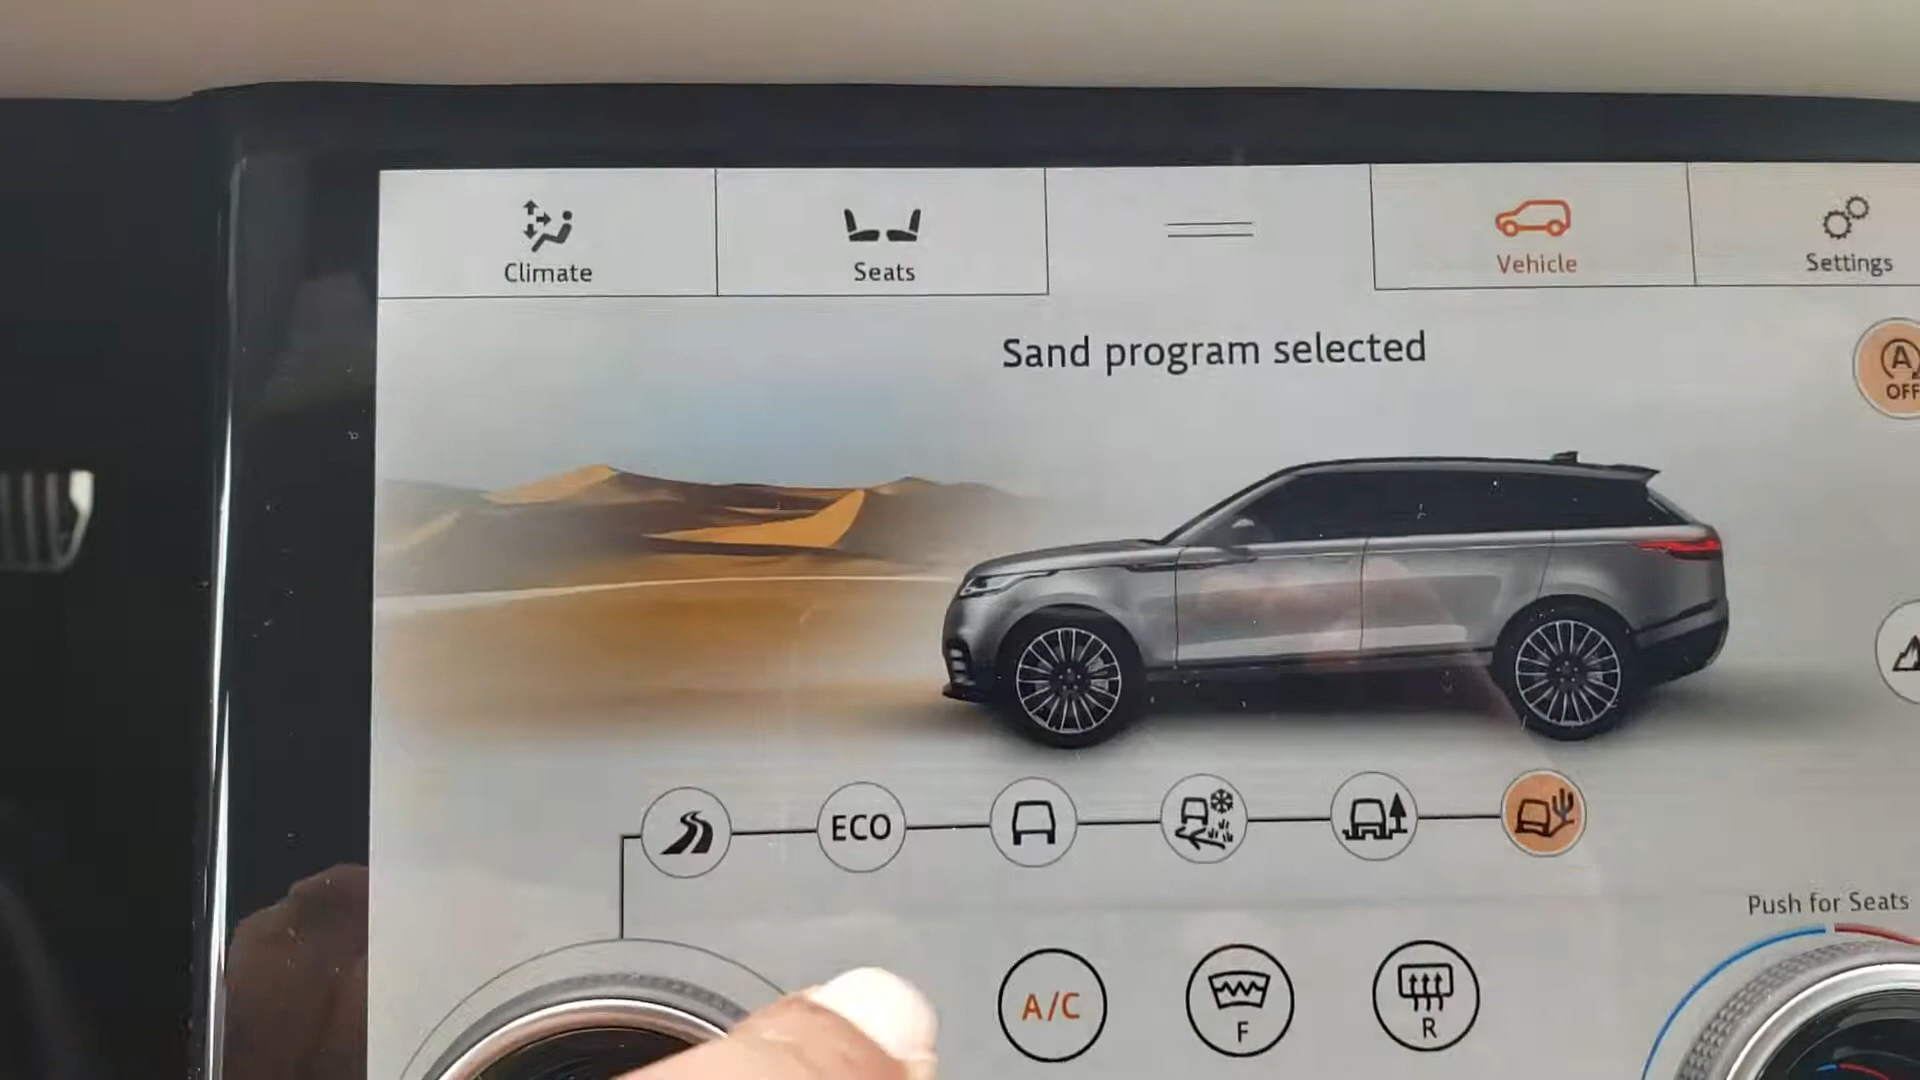 Climate
Seats
Vehicle
Settings
Sand program selected
A
OFF
ECO
Push for Seats
A/C
F
R